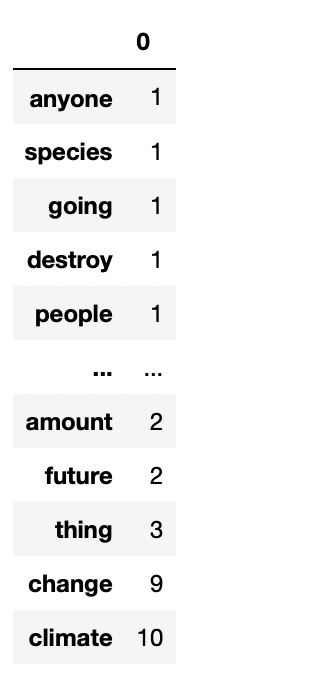 0
anyone 1
species 1
going 1
destroy 1
people 1
... ...
amount 2
future 2
thing 3
change 9
climate 10